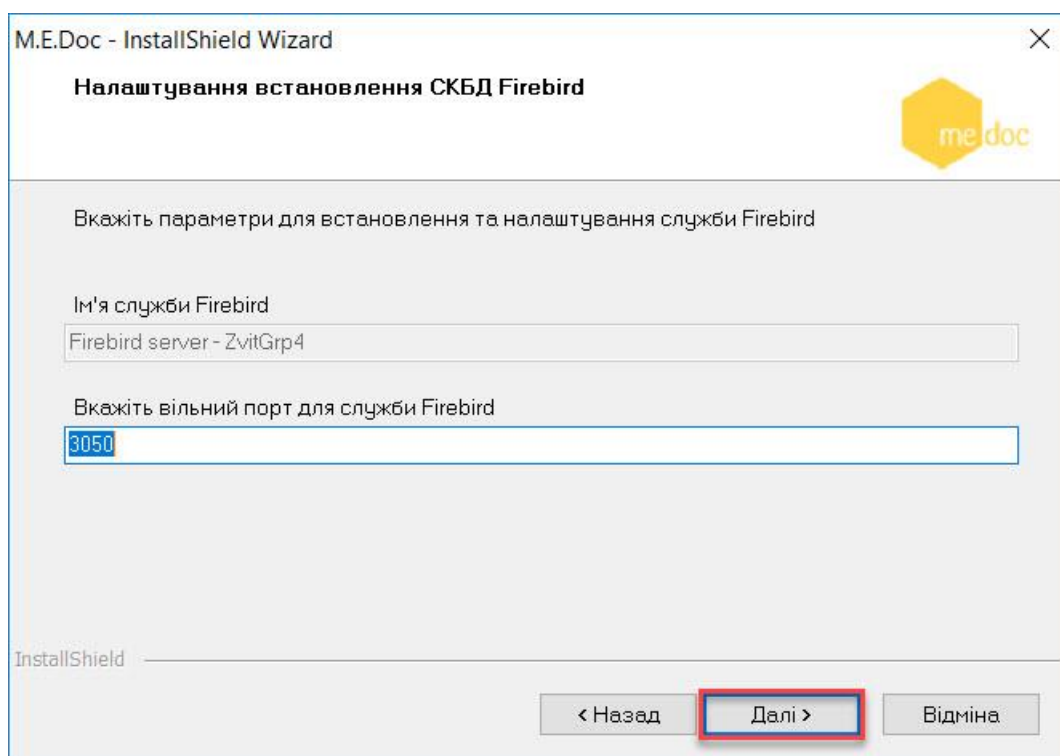 M.E.Doc - InstallShield Wizard
Налаштування встановлення СКБД Firebird
me doc
Вкажіть параметри для встановлення та налаштування служби Firebird
Ім'я служби Firebird
Firebird server - ZvitGrp4
Вкажіть вільний порт для служби Firebird
3050
InstallShield
< Назад
Далі >
Відміна